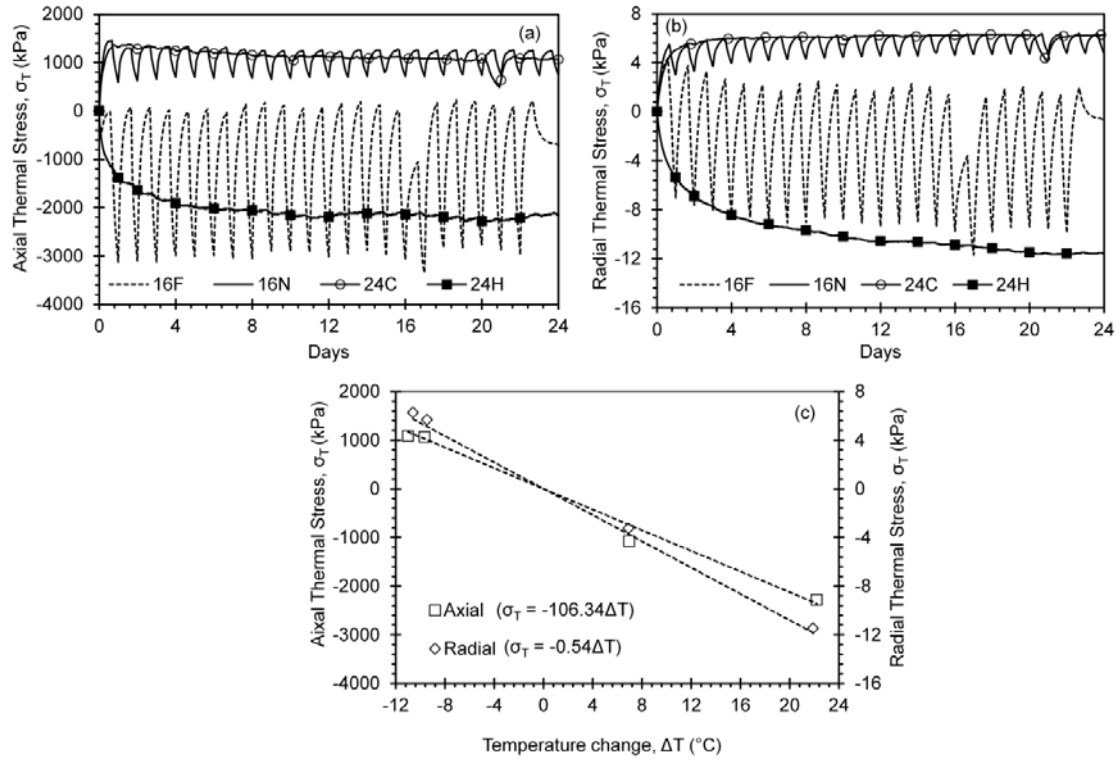 (a)
Axial Thermal Stress, σT (kPa)
2000
1000
0
-1000
-2000
-3000
-4000
16F 16N 24C 24H
0 4 8 12 16 20 24
Days
(b)
Radial Thermal Stress, σT (kPa)
8
4
0
-4
-8
-12
-16
16F 16N 24C 24H
0 4 8 12 16 20 24
Days
(c)
Aixal Thermal Stress, σT (kPa)
2000
1000
0
-1000
-2000
-3000
-4000
Axial (σT = -106.34ΔT)
Radial (σT = -0.54ΔT)
8
4
0
-4
-8
-12
-16
Radial Thermal Stress, σT (kPa)
-12 -8 -4 0 4 8 12 16 20 24
Temperature change, ΔT (°C)